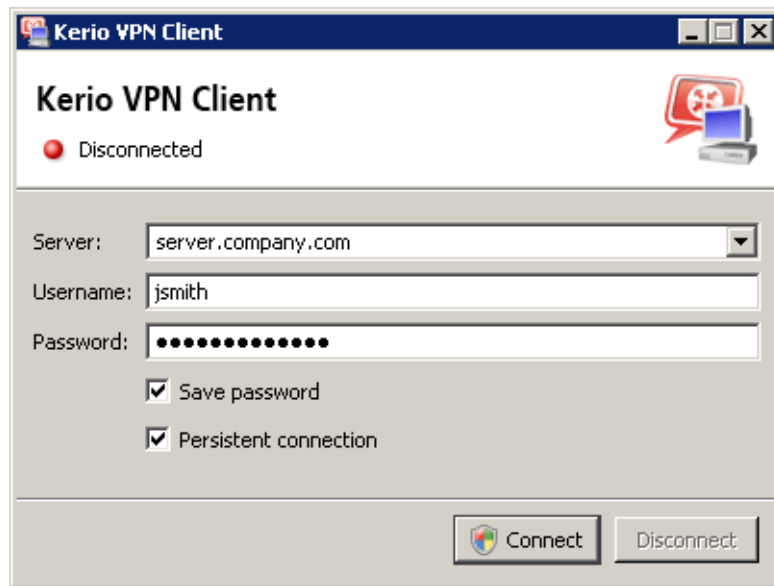 Kerio VPN Client
Kerio VPN Client
Disconnected
Server: server.company.com
Username: jsmith
Password: •••••••••••••
Save password
Persistent connection
Connect Disconnect